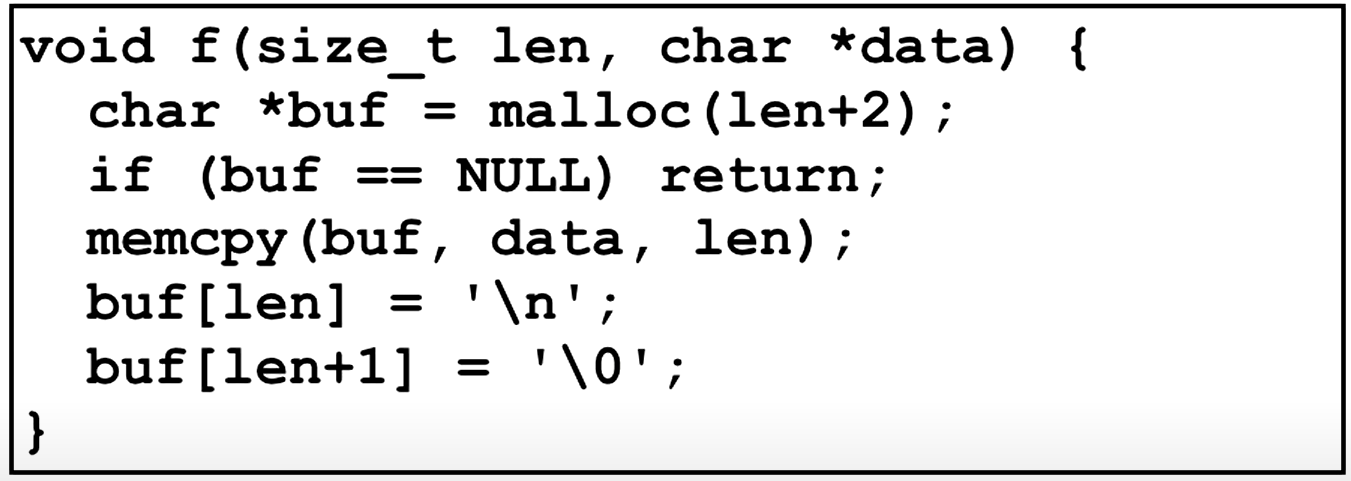 void f(size_t len, char *data) {
  char *buf = malloc(len+2);
  if (buf == NULL) return;
  memcpy(buf, data, len);
  buf[len] = '\n';
  buf[len+1] = '\0';
}